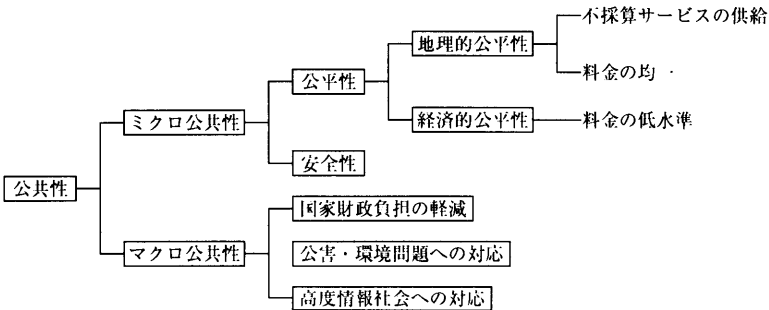 不採算サービスの供給
地理的公平性
料金の均
公平性
ミクロ公共性
経済的公平性
料金の低水準
安全性
公共性
国家財政負担の軽減
マクロ公共性
公害・環境問題への対応
高度情報社会への対応